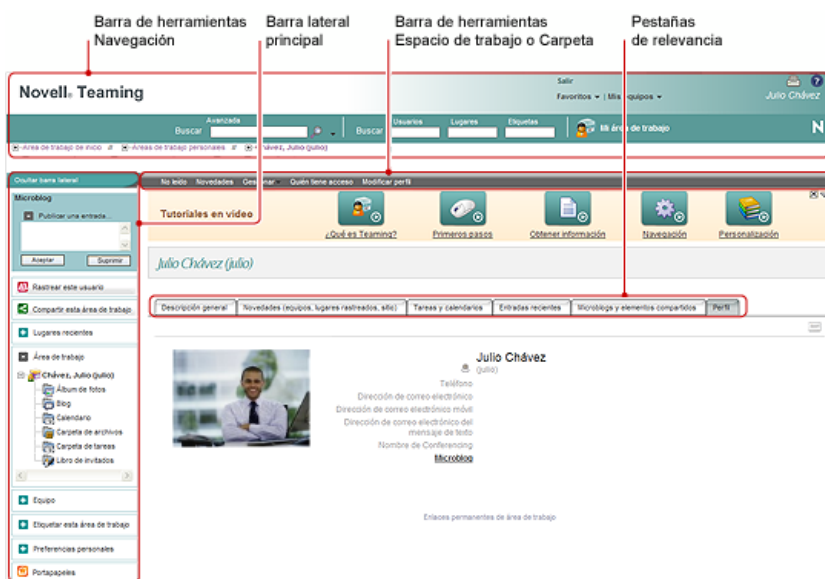 Barra de herramientas
Navegación
Barra lateral
principal
Barra de herramientas
Espacio de trabajo o Carpeta
Pestañas
de relevancia
Novell® Teaming
Salir
Favoritos | Mis equipos
Julio Chávez
Avanzada
Buscar
Buscar
Usuarios
Lugares
Etiquetas
Mi área de trabajo
N
Área de trabajo de inicio // Áreas de trabajo personales // Chávez, Julio (julio)
Ocultar barra lateral
No leído Novedades Gestionar Quién tiene acceso Modificar perfil
Microblog
Publicar una entrada...
Aceptar
Suprimir
Tutoriales en vídeo
¿Qué es Teaming?
Primeros pasos
Obtener información
Navegación
Personalización
Julio Chávez (julio)
Rastrear este usuario
Compartir esta área de trabajo
Lugares recientes
Área de trabajo
Chávez, Julio (julio)
Álbum de fotos
Blog
Calendario
Carpeta de archivos
Carpeta de tareas
Libro de invitados
Equipo
Etiquetar esta área de trabajo
Preferencias personales
Portapapeles
Descripción general
Novedades (equipos, lugares rastreados, sitio)
Tareas y calendarios
Entradas recientes
Microblogs y elementos compartidos
Perfil
Julio Chávez
(julio)
Teléfono
Dirección de correo electrónico
Dirección de correo electrónico móvil
Dirección de correo electrónico del
mensaje de texto
Nombre de Conferencing
Microblog
Enlaces permanentes de área de trabajo